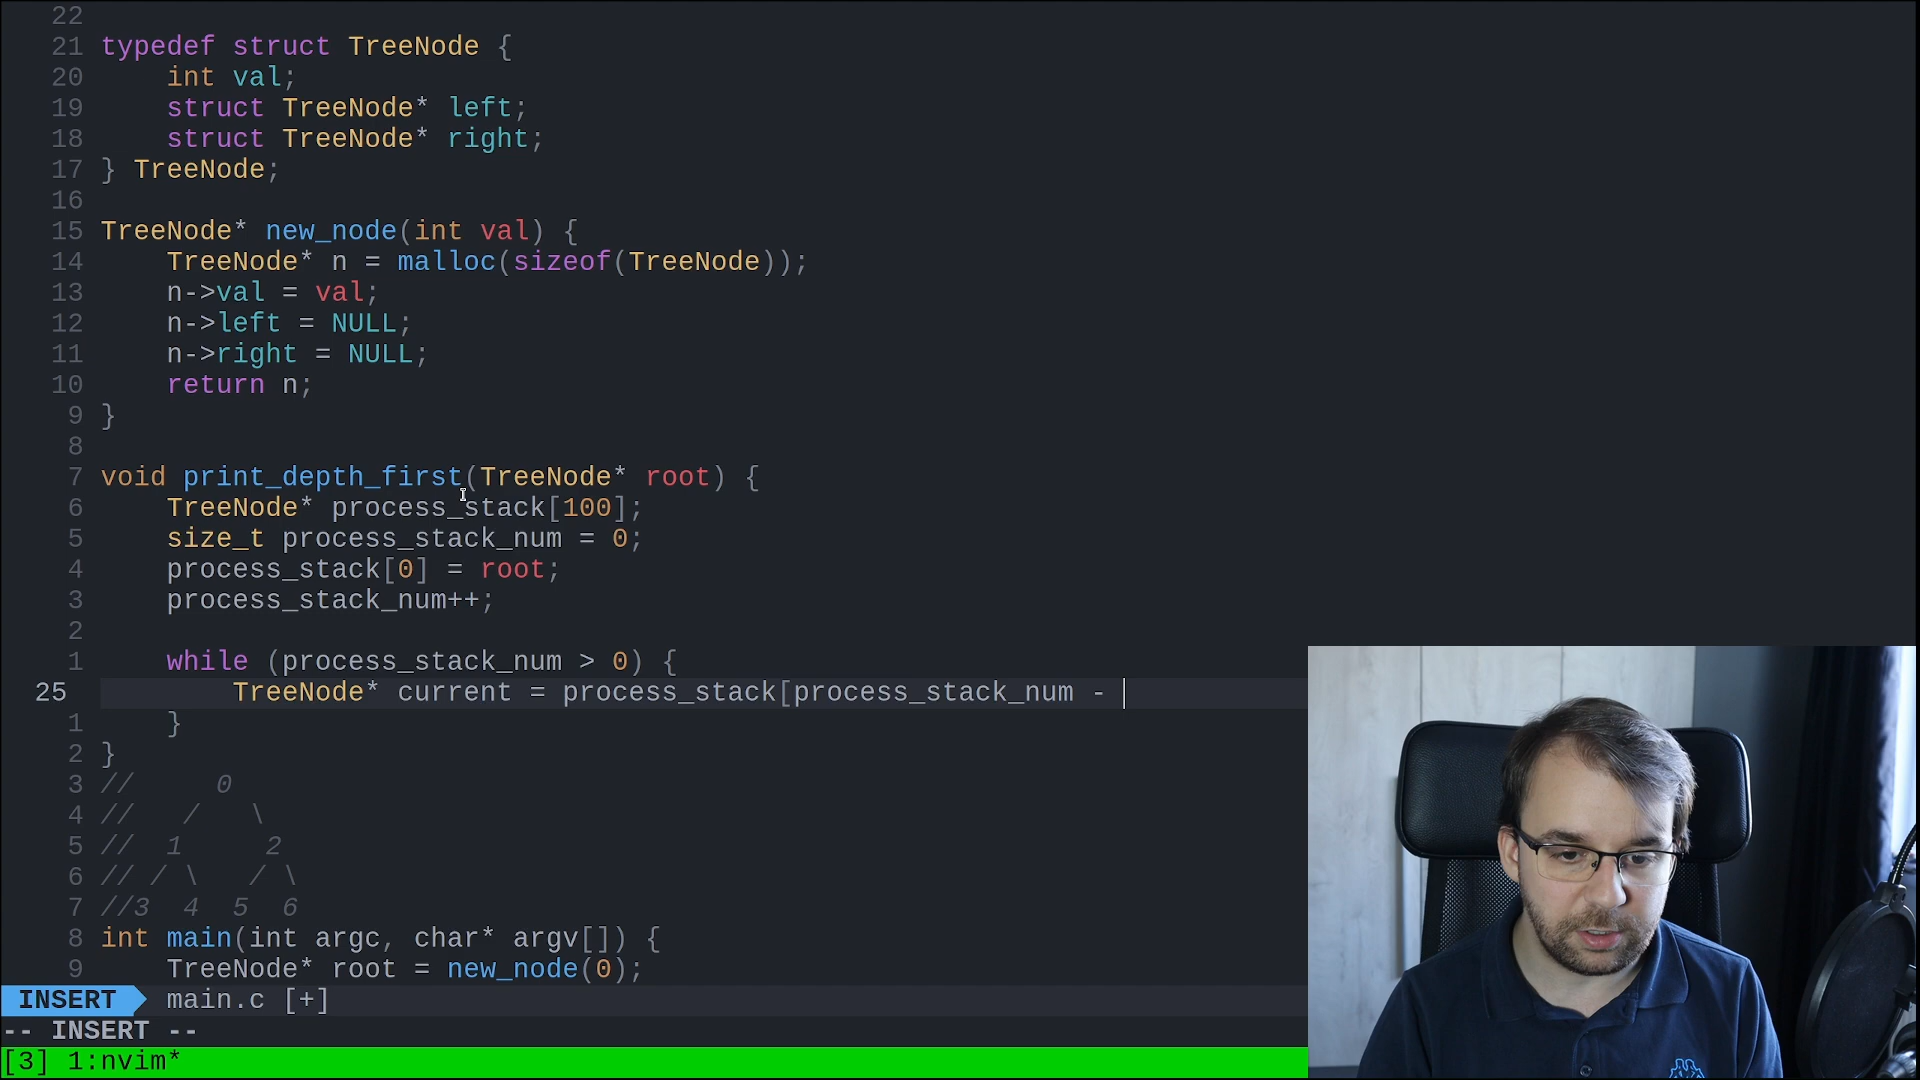 22
21 typedef struct TreeNode {
20     int val;
19     struct TreeNode* left;
18     struct TreeNode* right;
17 } TreeNode;
16
15 TreeNode* new_node(int val) {
14     TreeNode* n = malloc(sizeof(TreeNode));
13     n->val = val;
12     n->left = NULL;
11     n->right = NULL;
10     return n;
9 }
8
7 void print_depth_first(TreeNode* root) {
6     TreeNode* process_stack[100];
5     size_t process_stack_num = 0;
4     process_stack[0] = root;
3     process_stack_num++;
2
1     while (process_stack_num > 0) {
25         TreeNode* current = process_stack[process_stack_num -
1     }
2 }
3 //     0
4 //   /   \
5 //  1     2
6 // / \   / \
7 //3  4  5  6
8 int main(int argc, char* argv[]) {
9     TreeNode* root = new_node(0);
INSERT main.c [+]
-- INSERT --
[3] 1:nvim*